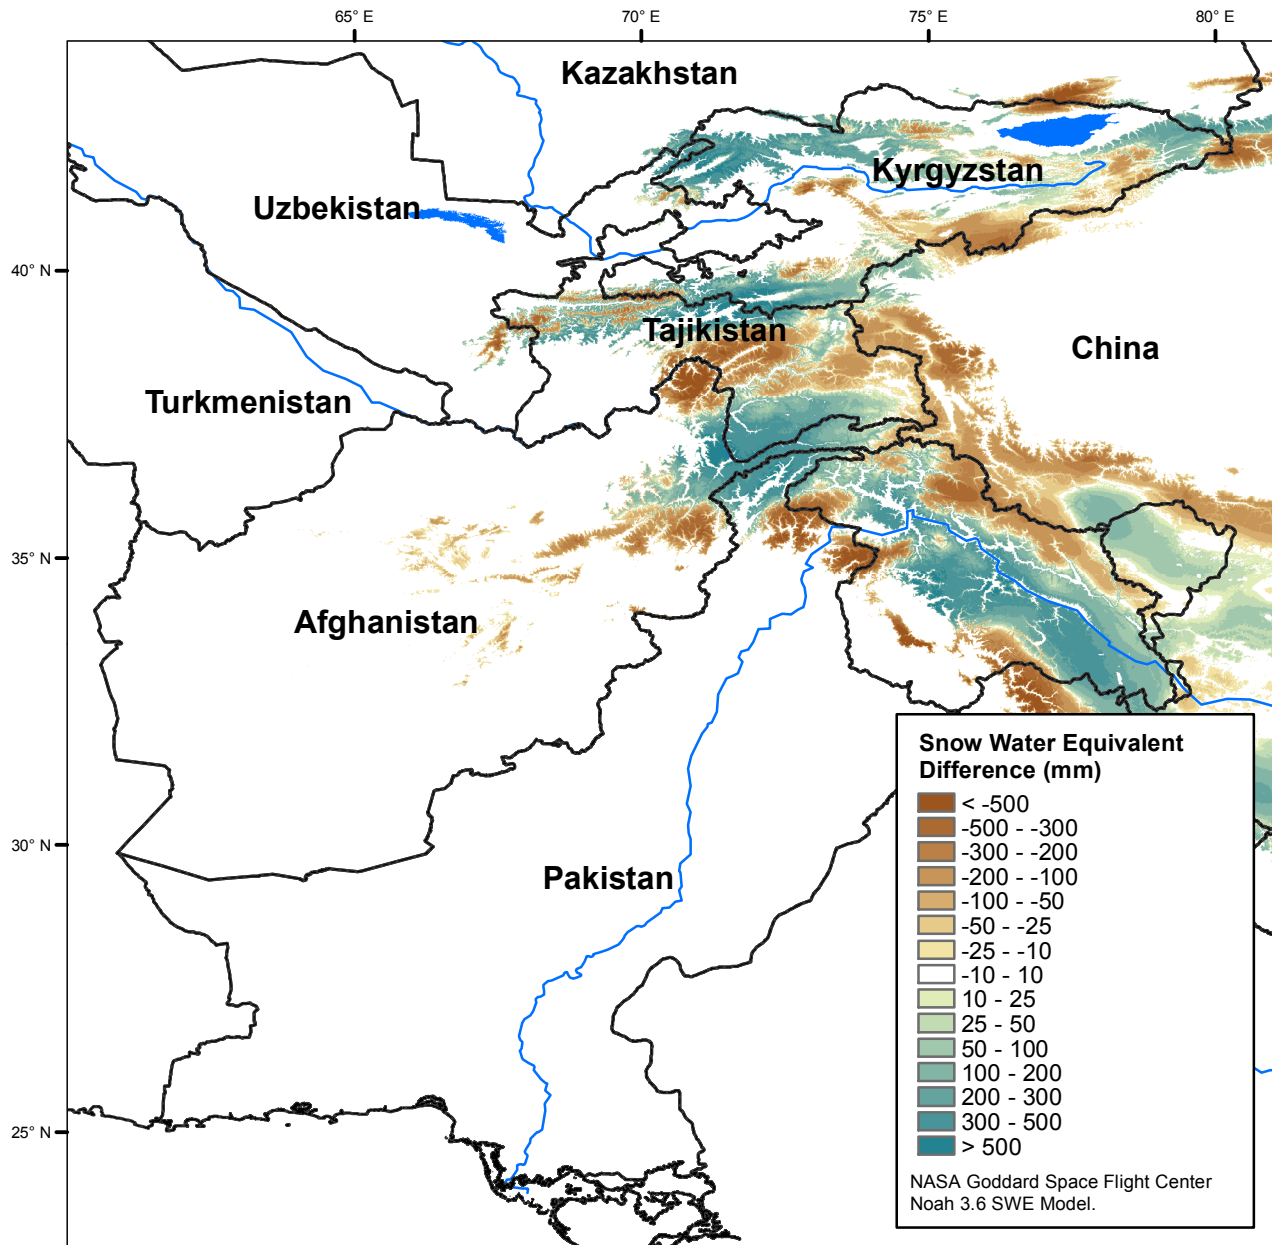 65° E
70° E
75° E
80° E
Kazakhstan
Kyrgyzstan
Uzbekistan
40° N
Tajikistan
China
Turkmenistan
35° N
Afghanistan
30° N
Pakistan
25° N
Snow Water Equivalent
Difference (mm)
< -500
-500 - -300
-300 - -200
-200 - -100
-100 - -50
-50 - -25
-25 - -10
-10 - 10
10 - 25
25 - 50
50 - 100
100 - 200
200 - 300
300 - 500
> 500
NASA Goddard Space Flight Center
Noah 3.6 SWE Model.